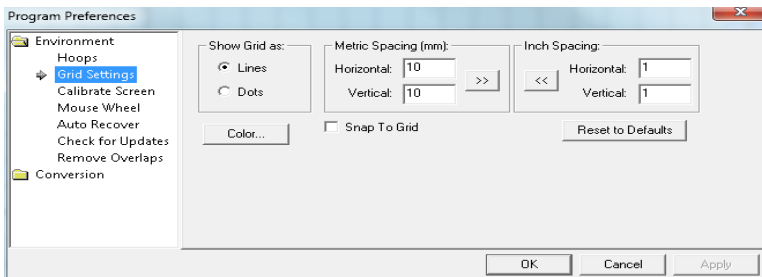 Program Preferences
Environment
Hoops
Grid Settings
Calibrate Screen
Mouse Wheel
Auto Recover
Check for Updates
Remove Overlaps
Conversion
Show Grid as:
Lines
Dots
Color...
Metric Spacing (mm):
Horizontal: 10
Vertical: 10
>>
Snap To Grid
Inch Spacing:
<<
Horizontal: 1
Vertical: 1
Reset to Defaults
OK
Cancel
Apply